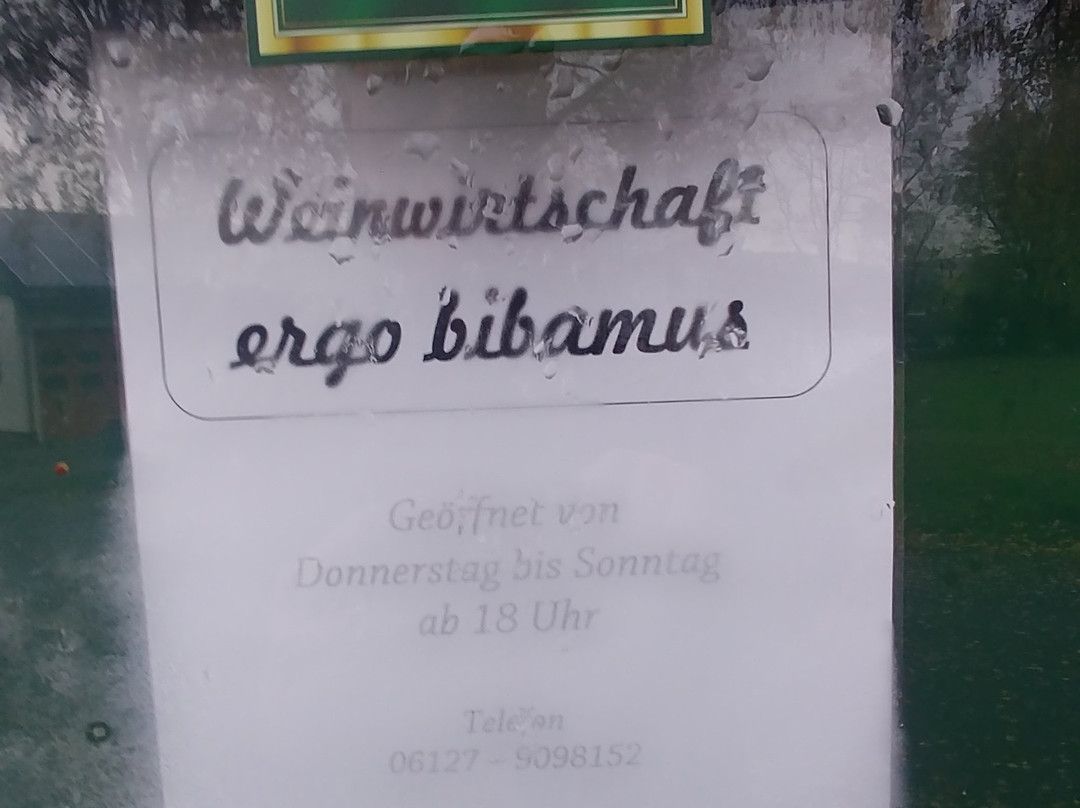 Weinwirtschaft
ergo bibamus
Geöffnet von
Donnerstag bis Sonntag
ab 18 Uhr
Telefon
06127 - 9098152